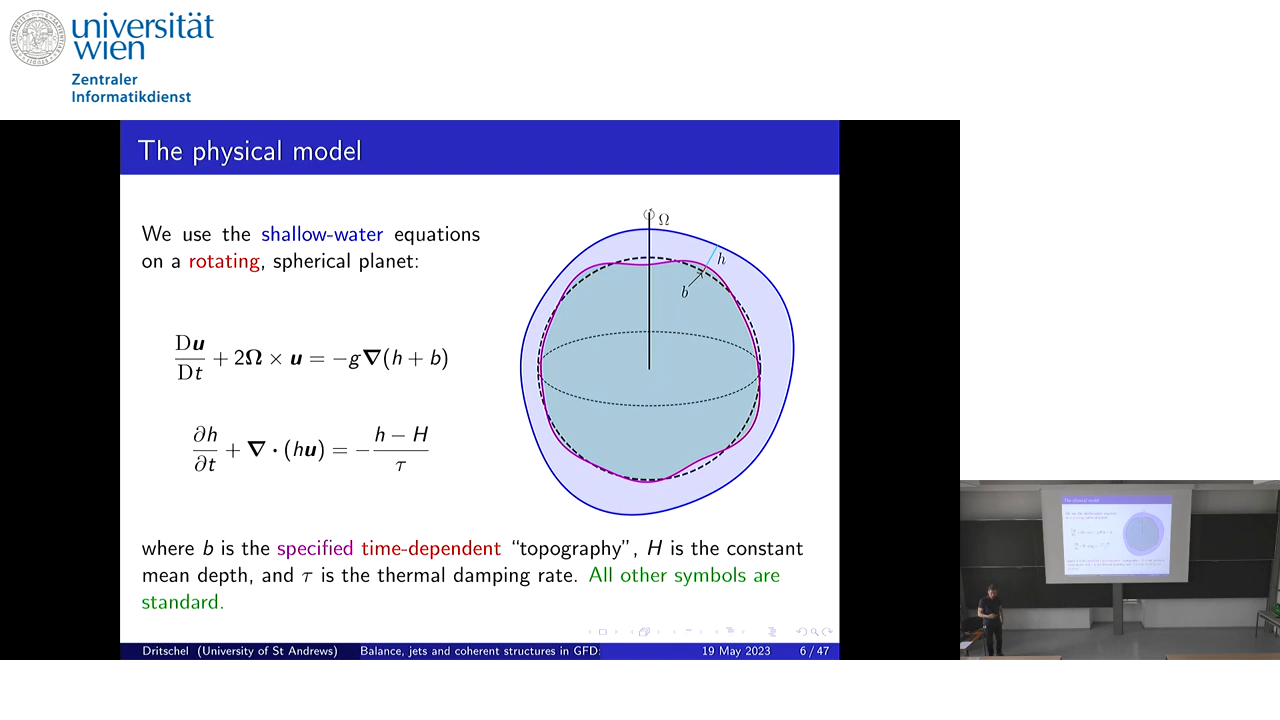 universität
wien
Zentraler
Informatikdienst
The physical model
We use the shallow-water equations
on a rotating, spherical planet:
Du/Dt + 2Ω × u = −g∇(h + b)
∂h/∂t + ∇ · (hu) = −(h − H)/τ
Ω
h
b
where b is the specified time-dependent “topography”, H is the constant
mean depth, and τ is the thermal damping rate. All other symbols are
standard.
Dritschel (University of St Andrews) Balance, jets and coherent structures in GFD: 19 May 2023 6 / 47
The physical model